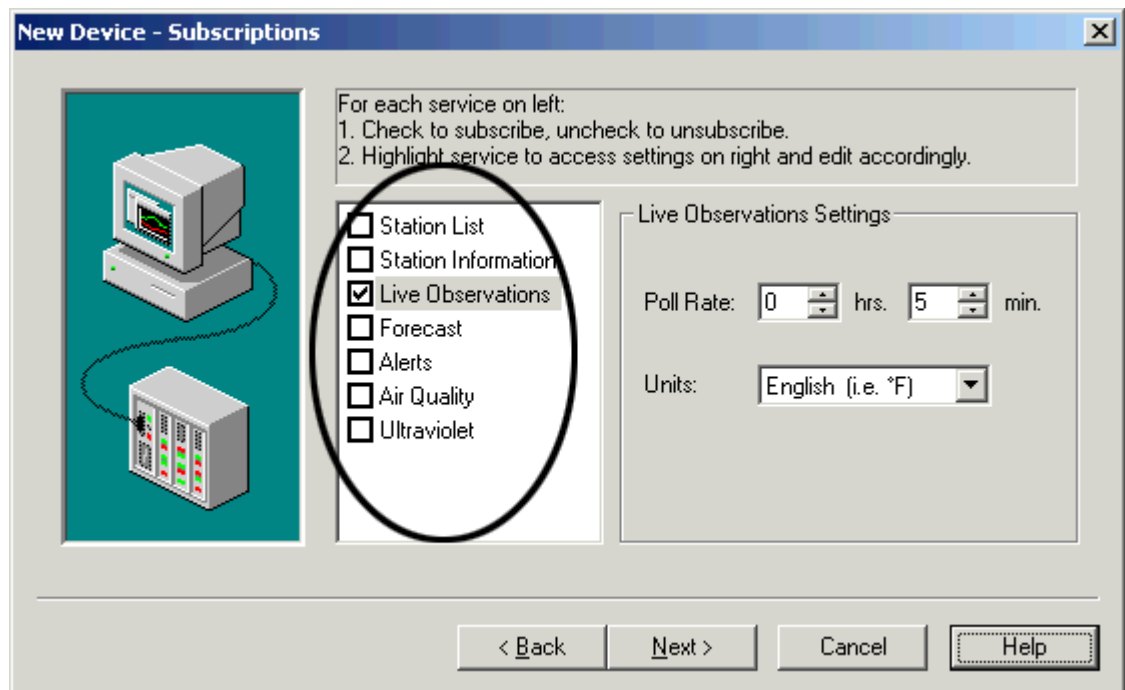 New Device - Subscriptions
For each service on left:
1. Check to subscribe, uncheck to unsubscribe.
2. Highlight service to access settings on right and edit accordingly.
Station List
Station Information
Live Observations
Forecast
Alerts
Air Quality
Ultraviolet
Live Observations Settings
Poll Rate: 0 hrs. 5 min.
Units: English (i.e. °F)
< Back Next > Cancel Help